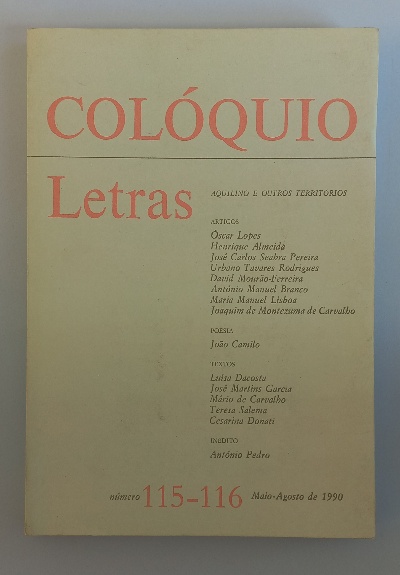 COLÓQUIO
Letras
AQUILINO E OUTROS TERRITÓRIOS
ARTIGOS
Óscar Lopes
Henrique Almeida
José Carlos Seabra Pereira
Urbano Tavares Rodrigues
David Mourão-Ferreira
António Manuel Branco
Maria Manuel Lisboa
Joaquim de Montezuma de Carvalho
POESIA
João Camilo
TEXTOS
Luísa Dacosta
José Martins Garcia
Mário de Carvalho
Teresa Salema
Cesarina Donati
INÉDITO
António Pedro
número 115-116 Maio-Agosto de 1990